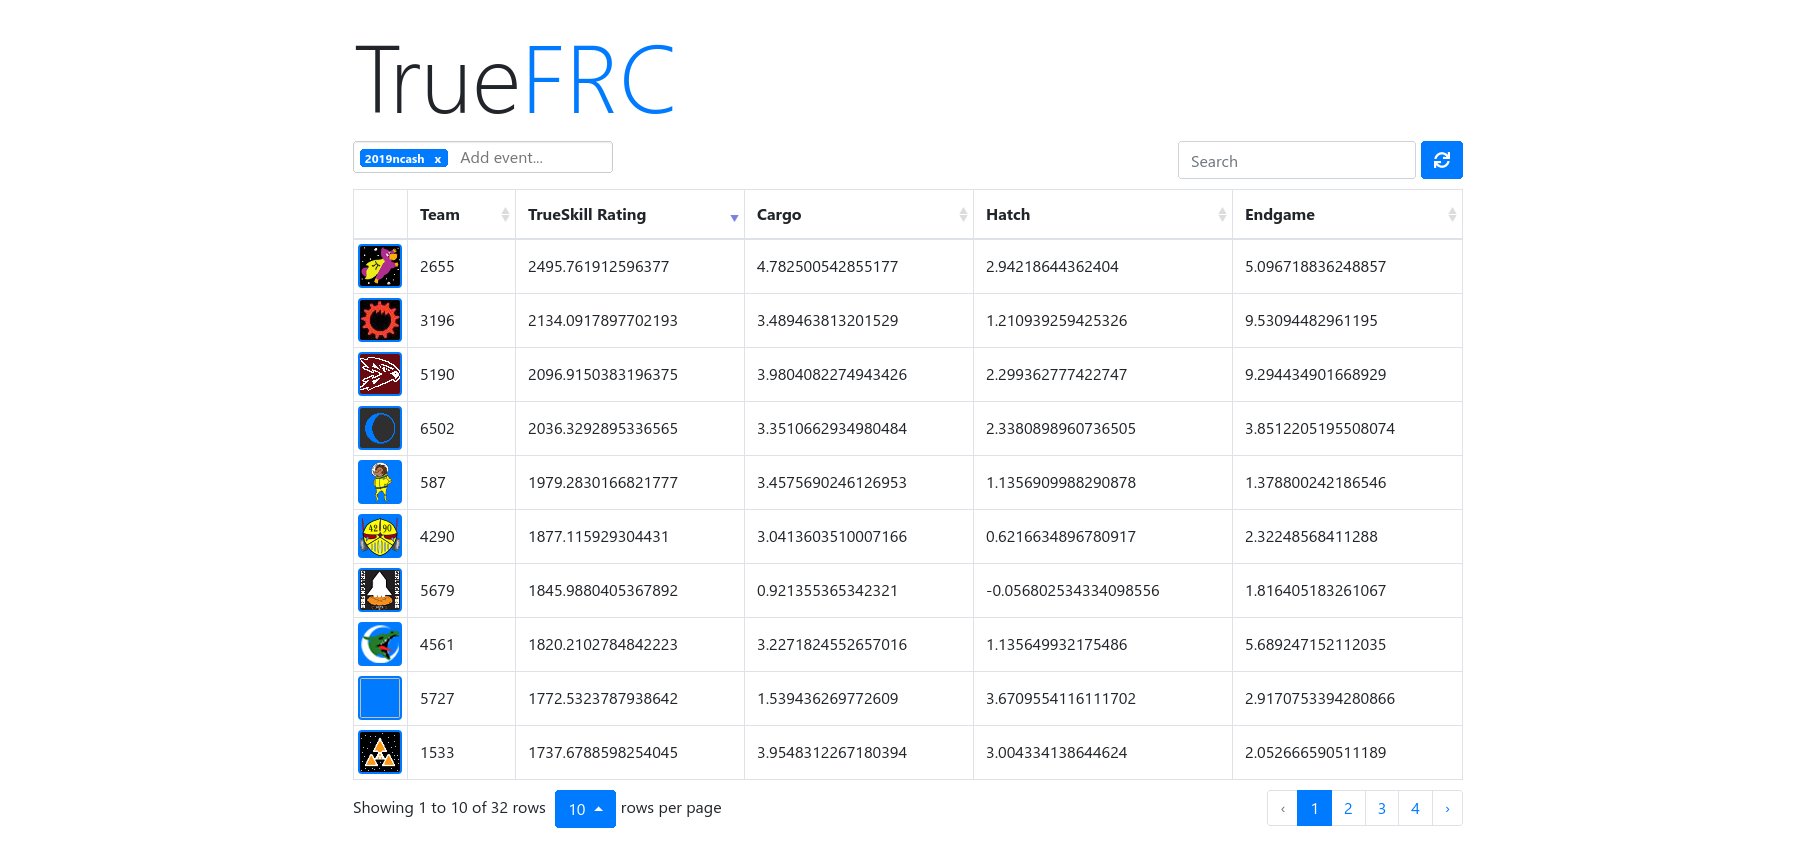 TrueFRC
2019ncash x Add event... Search
Team TrueSkill Rating Cargo Hatch Endgame
2655 2495.761912596377 4.782500542855177 2.94218644362404 5.096718836248857
3196 2134.0917897702193 3.489463813201529 1.210939259425326 9.53094482961195
5190 2096.9150383196375 3.9804082274943426 2.299362777422747 9.294434901668929
6502 2036.3292895336565 3.3510662934980484 2.3380898960736505 3.8512205195508074
587 1979.2830166821777 3.4575690246126953 1.1356909988290878 1.378800242186546
4290 1877.115929304431 3.0413603510007166 0.6216634896780917 2.32248568411288
5679 1845.9880405367892 0.921355365342321 -0.056802534334098556 1.816405183261067
4561 1820.2102784842223 3.2271824552657016 1.135649932175486 5.689247152112035
5727 1772.5323787938642 1.539436269772609 3.6709554116111702 2.9170753394280866
1533 1737.6788598254045 3.9548312267180394 3.004334138644624 2.052666590511189
Showing 1 to 10 of 32 rows 10 rows per page ‹ 1 2 3 4 ›